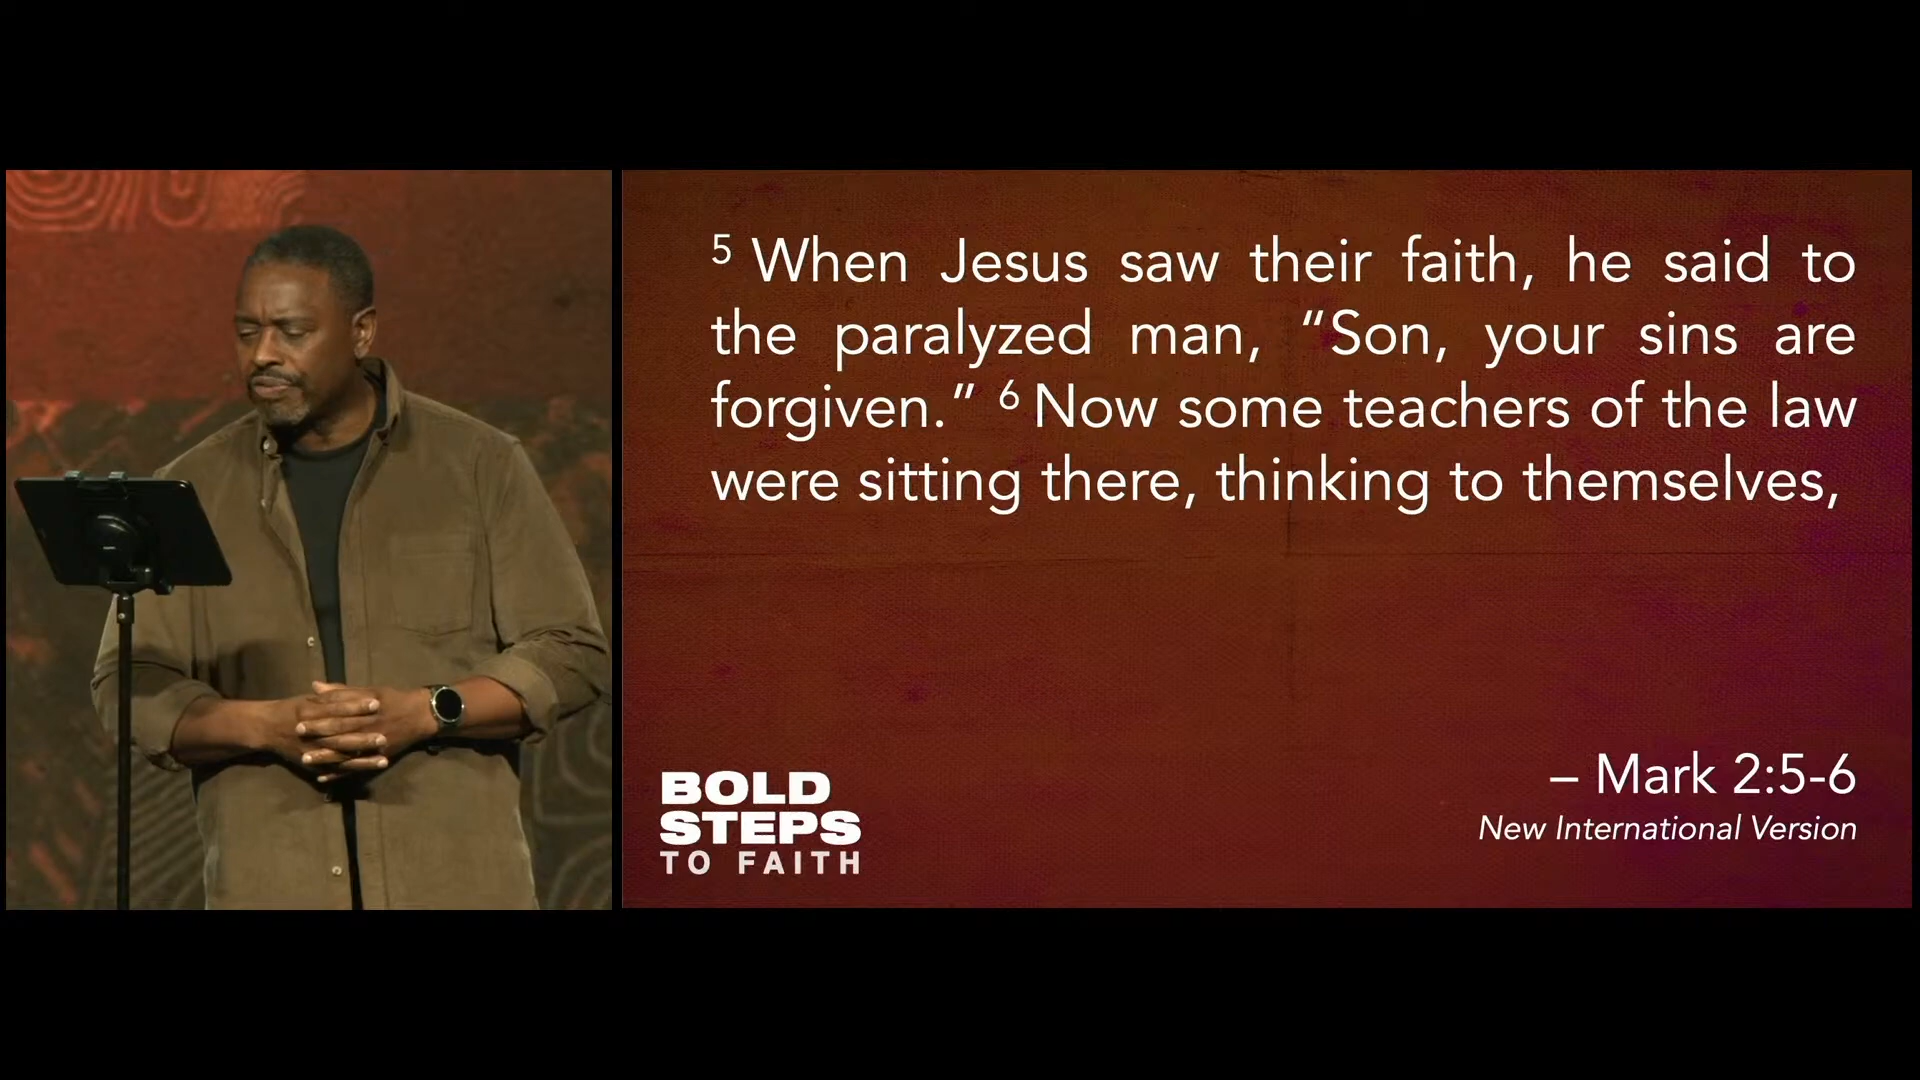 ⁵ When Jesus saw their faith, he said to
the paralyzed man, “Son, your sins are
forgiven.” ⁶ Now some teachers of the law
were sitting there, thinking to themselves,
– Mark 2:5-6
New International Version
BOLD
STEPS
TO FAITH